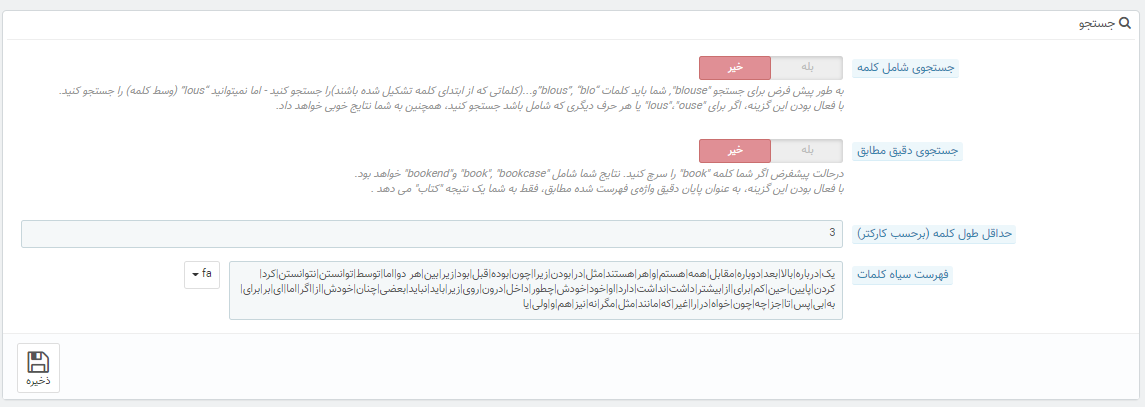 جستجو
جستجوی شامل کلمه
بله
خیر
به طور پیش فرض برای جستجو "blouse", شما باید کلمات "blous", "blo"و...(کلماتی که از ابتدای کلمه تشکیل شده باشند)را جستجو کنید - اما نمیتوانید "lous" (وسط کلمه) را جستجو کنید.
با فعال بودن این گزینه، اگر برای "lous"، "ouse" یا هر حرف دیگری که شامل باشد جستجو کنید، همچنین به شما نتایج خوبی خواهد داد.
جستجوی دقیق مطابق
بله
خیر
درحالت پیشفرض اگر شما کلمه "book" را سرچ کنید. نتایج شما شامل "book", "bookcase" و"bookend" خواهد بود.
با فعال بودن این گزینه، به عنوان پایان دقیق واژه‌ی فهرست شده مطابق، فقط به شما یک نتیجه "کتاب" می دهد .
حداقل طول کلمه (برحسب کارکتر)
3
فهرست سیاه کلمات
یک|درباره|بالا|بعد|دوباره|مقابل|همه|هستم|و|هر|هستند|مثل|در|بودن|زیرا|چون|بوده|قبل|بود|زیر|بین|هر دو|اما|توسط|توانستن|نتوانستن|کرد|
کردن|پایین|حین|کم|برای|از|بیشتر|داشت|نداشت|دارد|او|خود|خودش|چطور|داخل|درون|روی|زیر|باید|نباید|بعضی|چنان|خودش|از|اگر|اما|ای|بر|برای|
به|بی|پس|تا|جز|چه|چون|خواه|در|را|غیر|که|مانند|مثل|مگر|نه|نیز|هم|و|ولی|یا
fa
ذخیره